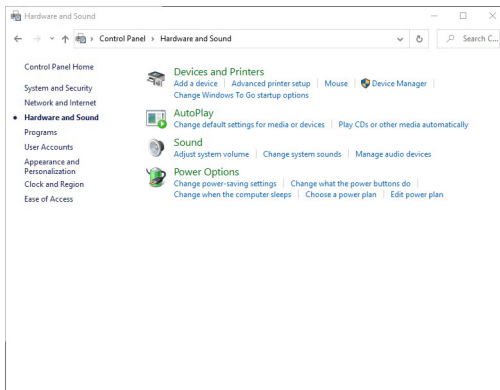 Hardware and Sound
Control Panel › Hardware and Sound
Search C...
Control Panel Home
System and Security
Network and Internet
Hardware and Sound
Programs
User Accounts
Appearance and
Personalization
Clock and Region
Ease of Access
Devices and Printers
Add a device | Advanced printer setup | Mouse | Device Manager |
Change Windows To Go startup options
AutoPlay
Change default settings for media or devices | Play CDs or other media automatically
Sound
Adjust system volume | Change system sounds | Manage audio devices
Power Options
Change power-saving settings | Change what the power buttons do |
Change when the computer sleeps | Choose a power plan | Edit power plan